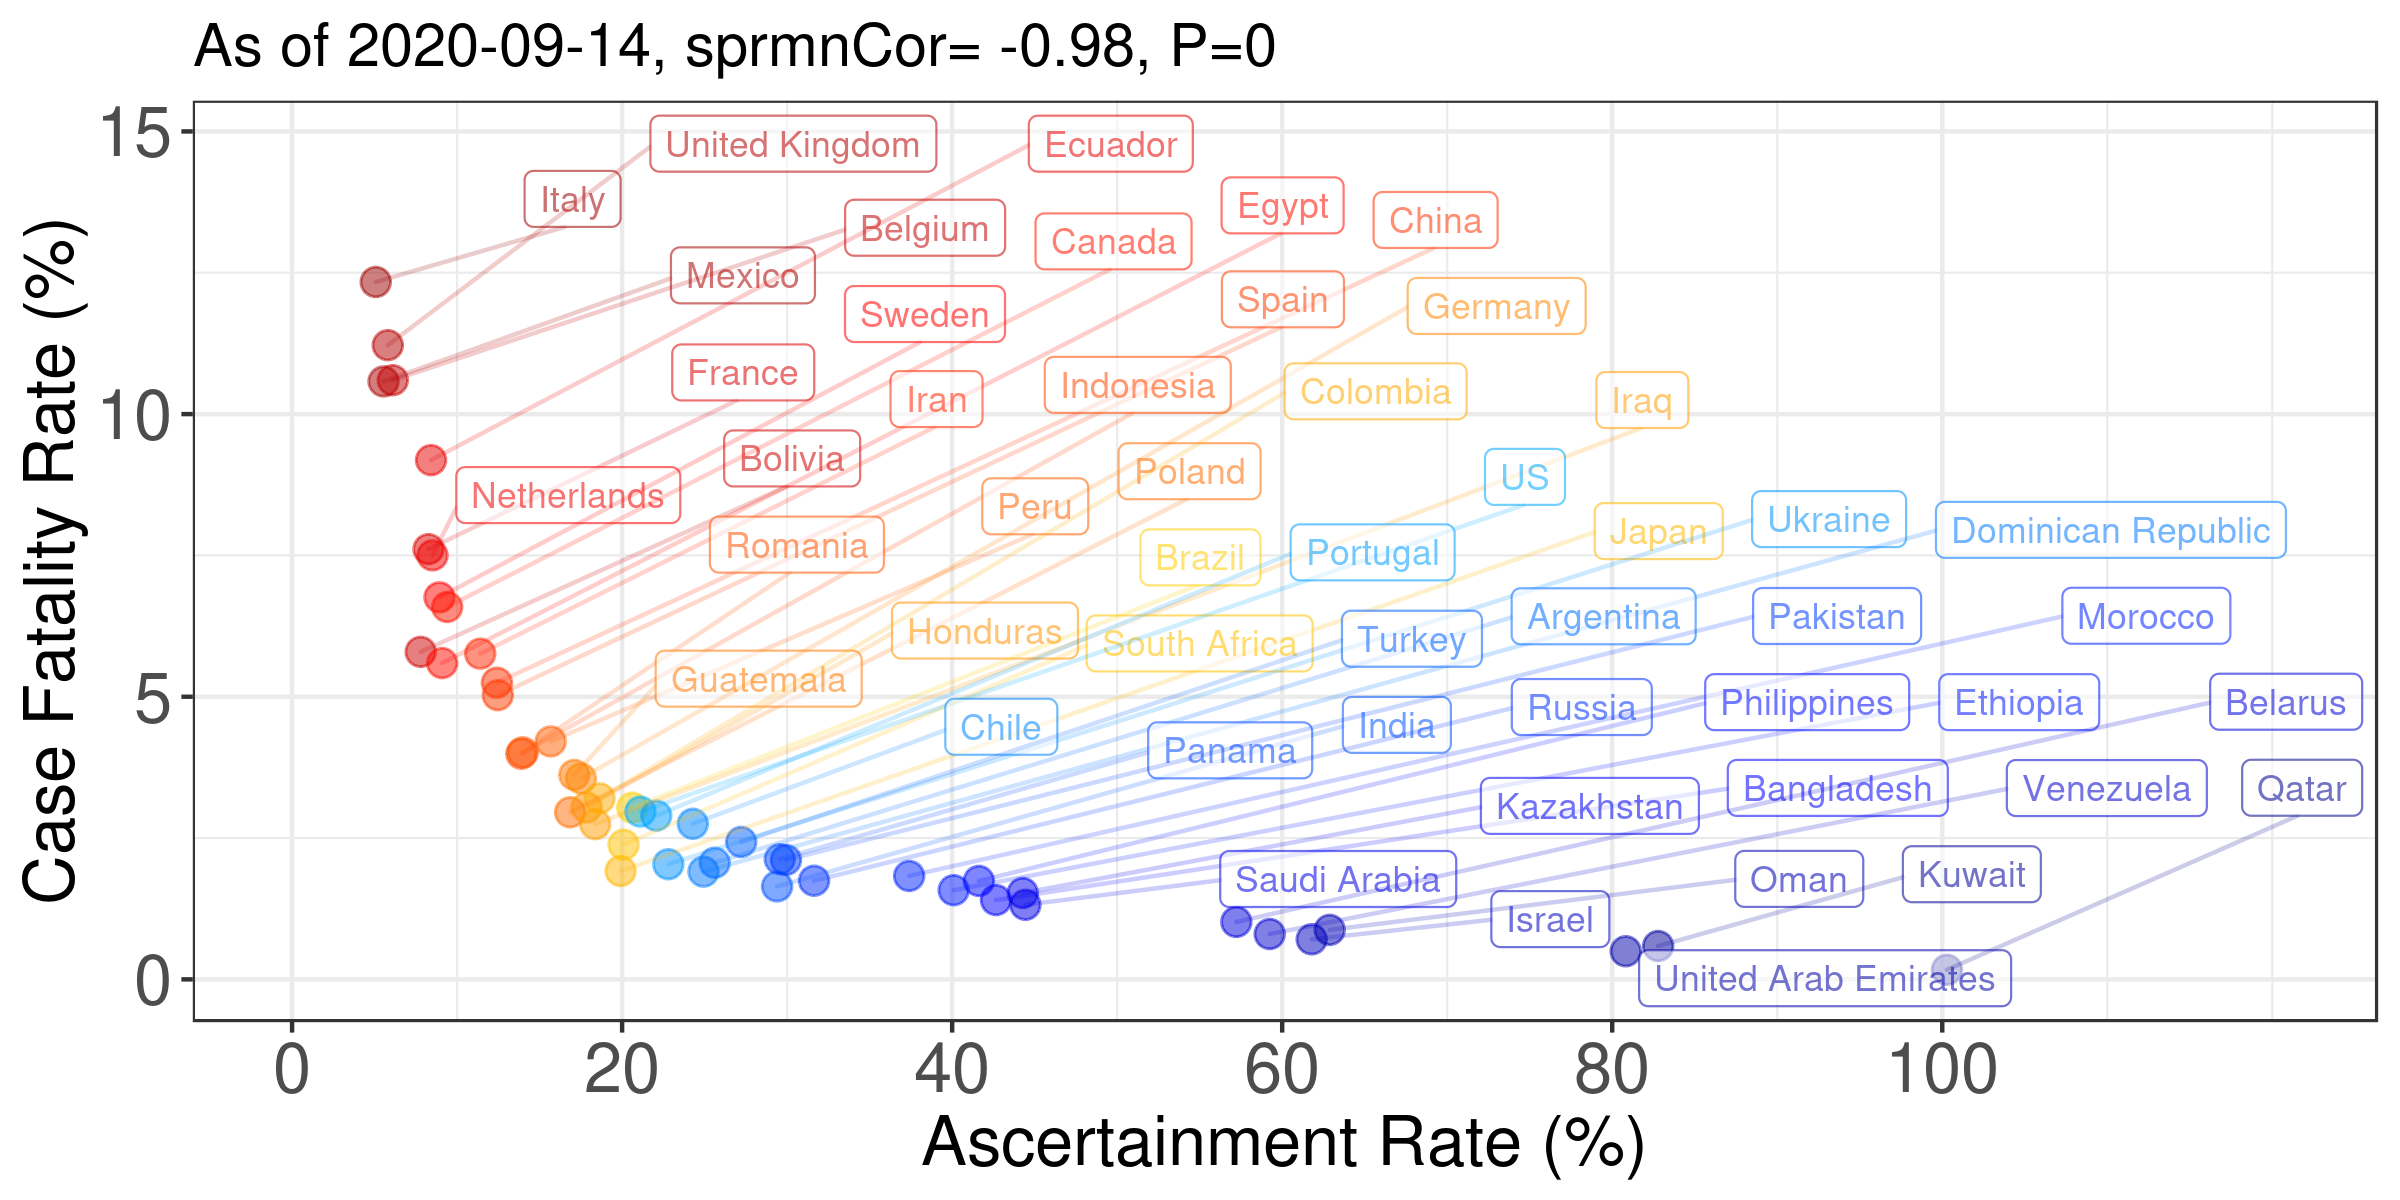 As of 2020-09-14, sprmnCor= -0.98, P=0
Case Fatality Rate (%)
15
10
5
0
United Kingdom
Ecuador
Italy
Egypt
China
Belgium
Canada
Mexico
Spain
Germany
Sweden
France
Iran
Indonesia
Colombia
Iraq
Bolivia
Poland
US
Netherlands
Peru
Romania
Brazil
Portugal
Japan
Ukraine
Dominican Republic
Honduras
South Africa
Turkey
Argentina
Pakistan
Morocco
Guatemala
Chile
Panama
India
Russia
Philippines
Ethiopia
Belarus
Kazakhstan
Bangladesh
Venezuela
Qatar
Saudi Arabia
Israel
Oman
Kuwait
United Arab Emirates
0
20
40
60
80
100
Ascertainment Rate (%)